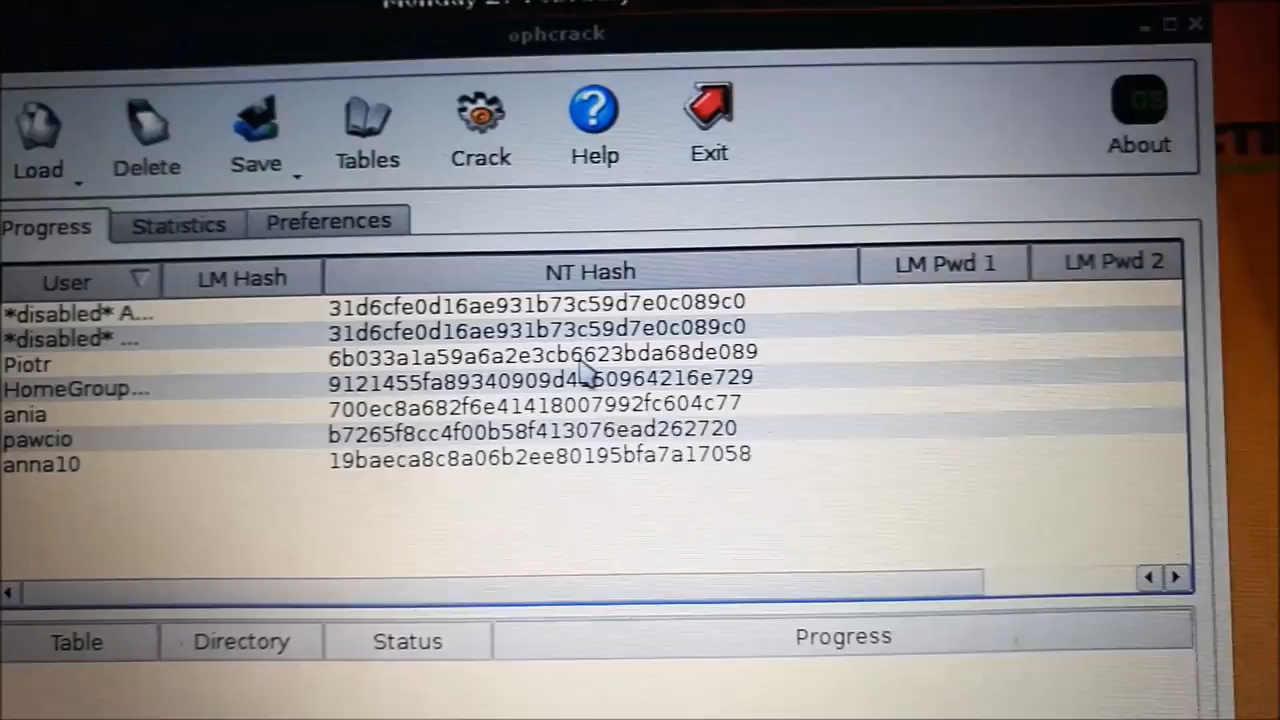 ophcrack
Load Delete Save Tables Crack Help Exit About
Progress Statistics Preferences
User LM Hash NT Hash LM Pwd 1 LM Pwd 2
*disabled* A... 31d6cfe0d16ae931b73c59d7e0c089c0
*disabled* ... 31d6cfe0d16ae931b73c59d7e0c089c0
Piotr 6b033a1a59a6a2e3cb6623bda68de089
HomeGroup...
ania 700ec8a682f6e41418007992fc604c77
pawcio b7265f8cc4f00b58f413076ead262720
anna10 19baeca8c8a06b2ee80195bfa7a17058
Table Directory Status Progress